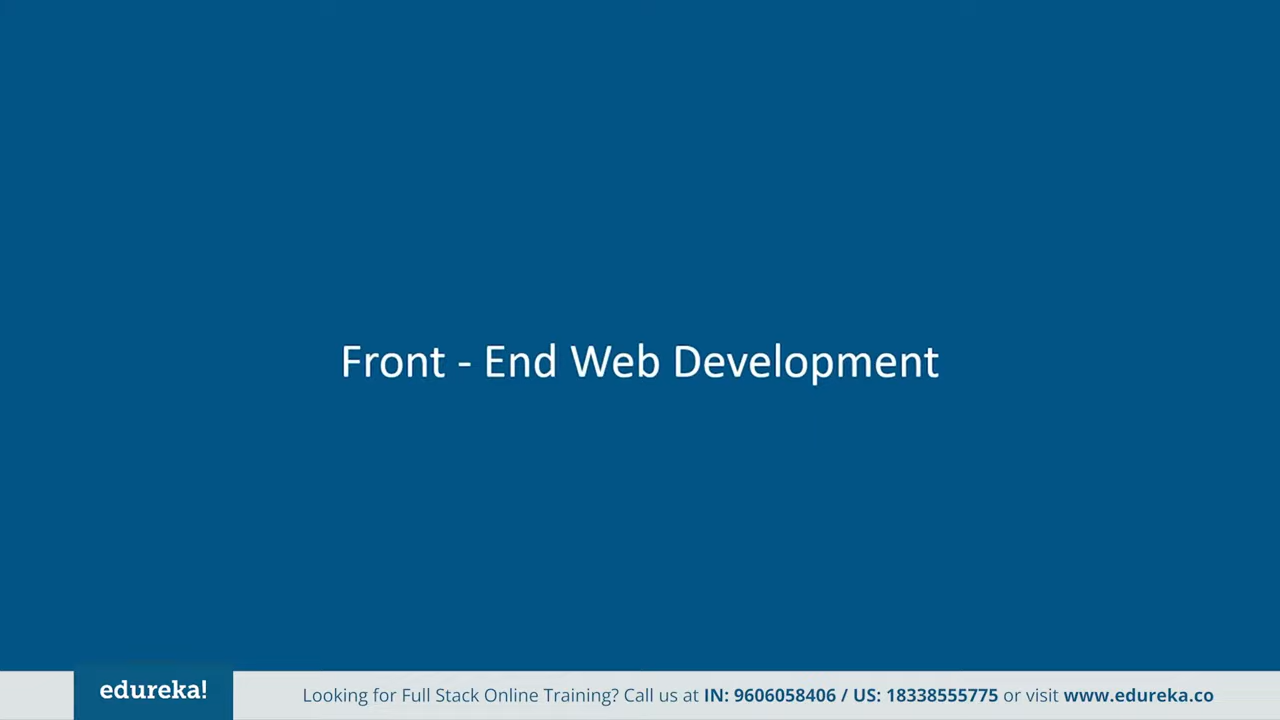 Front - End Web Development
edureka!
Looking for Full Stack Online Training? Call us at IN: 9606058406 / US: 18338555775 or visit www.edureka.co